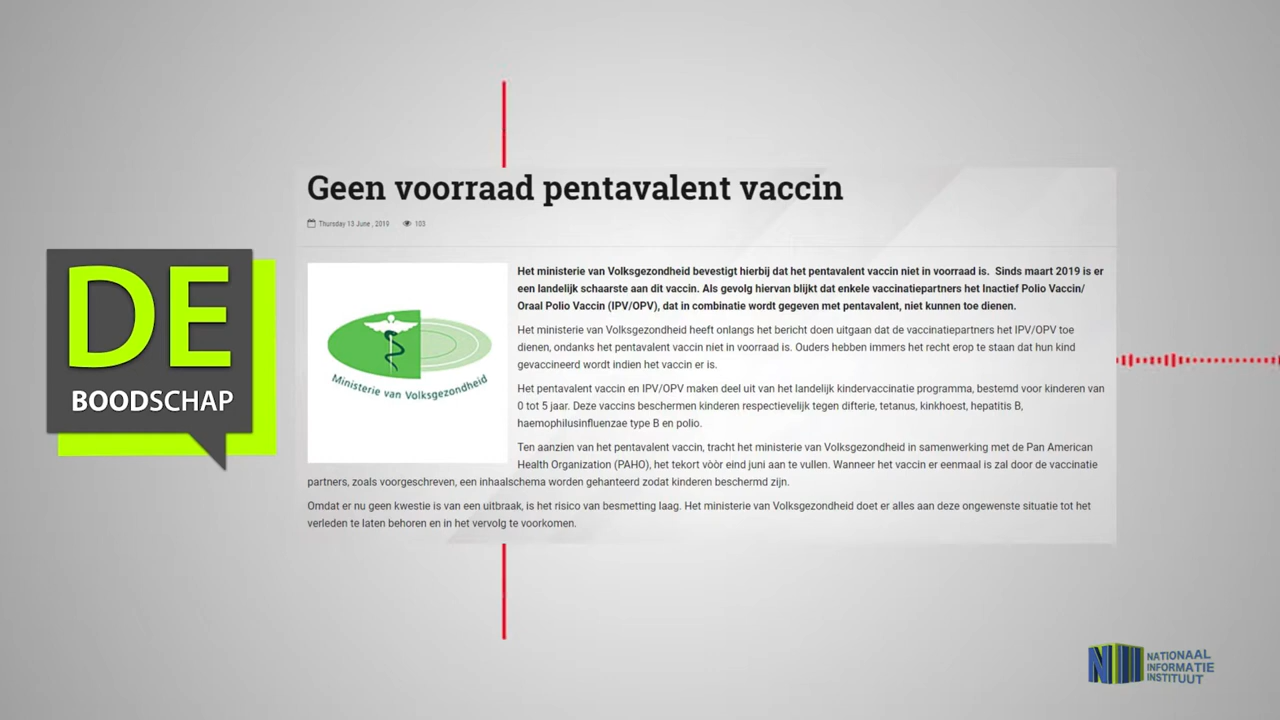 DE
BOODSCHAP
Geen voorraad pentavalent vaccin
Thursday 13 June , 2019 103
Ministerie van Volksgezondheid
Het ministerie van Volksgezondheid bevestigt hierbij dat het pentavalent vaccin niet in voorraad is. Sinds maart 2019 is er
een landelijk schaarste aan dit vaccin. Als gevolg hiervan blijkt dat enkele vaccinatiepartners het Inactief Polio Vaccin/
Oraal Polio Vaccin (IPV/OPV), dat in combinatie wordt gegeven met pentavalent, niet kunnen toe dienen.
Het ministerie van Volksgezondheid heeft onlangs het bericht doen uitgaan dat de vaccinatiepartners het IPV/OPV toe
dienen, ondanks het pentavalent vaccin niet in voorraad is. Ouders hebben immers het recht erop te staan dat hun kind
gevaccineerd wordt indien het vaccin er is.
Het pentavalent vaccin en IPV/OPV maken deel uit van het landelijk kindervaccinatie programma, bestemd voor kinderen van
0 tot 5 jaar. Deze vaccins beschermen kinderen respectievelijk tegen difterie, tetanus, kinkhoest, hepatitis B,
haemophilusinfluenzae type B en polio.
Ten aanzien van het pentavalent vaccin, tracht het ministerie van Volksgezondheid in samenwerking met de Pan American
Health Organization (PAHO), het tekort vòòr eind juni aan te vullen. Wanneer het vaccin er eenmaal is zal door de vaccinatie
partners, zoals voorgeschreven, een inhaalschema worden gehanteerd zodat kinderen beschermd zijn.
Omdat er nu geen kwestie is van een uitbraak, is het risico van besmetting laag. Het ministerie van Volksgezondheid doet er alles aan deze ongewenste situatie tot het
verleden te laten behoren en in het vervolg te voorkomen.
NII NATIONAAL
INFORMATIE
INSTITUUT